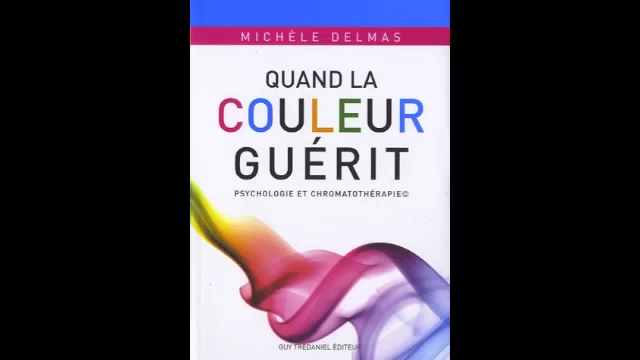 MICHÈLE DELMAS
QUAND LA
COULEUR
GUÉRIT
PSYCHOLOGIE ET CHROMATOTHÉRAPIE©
GUY TRÉDANIEL ÉDITEUR